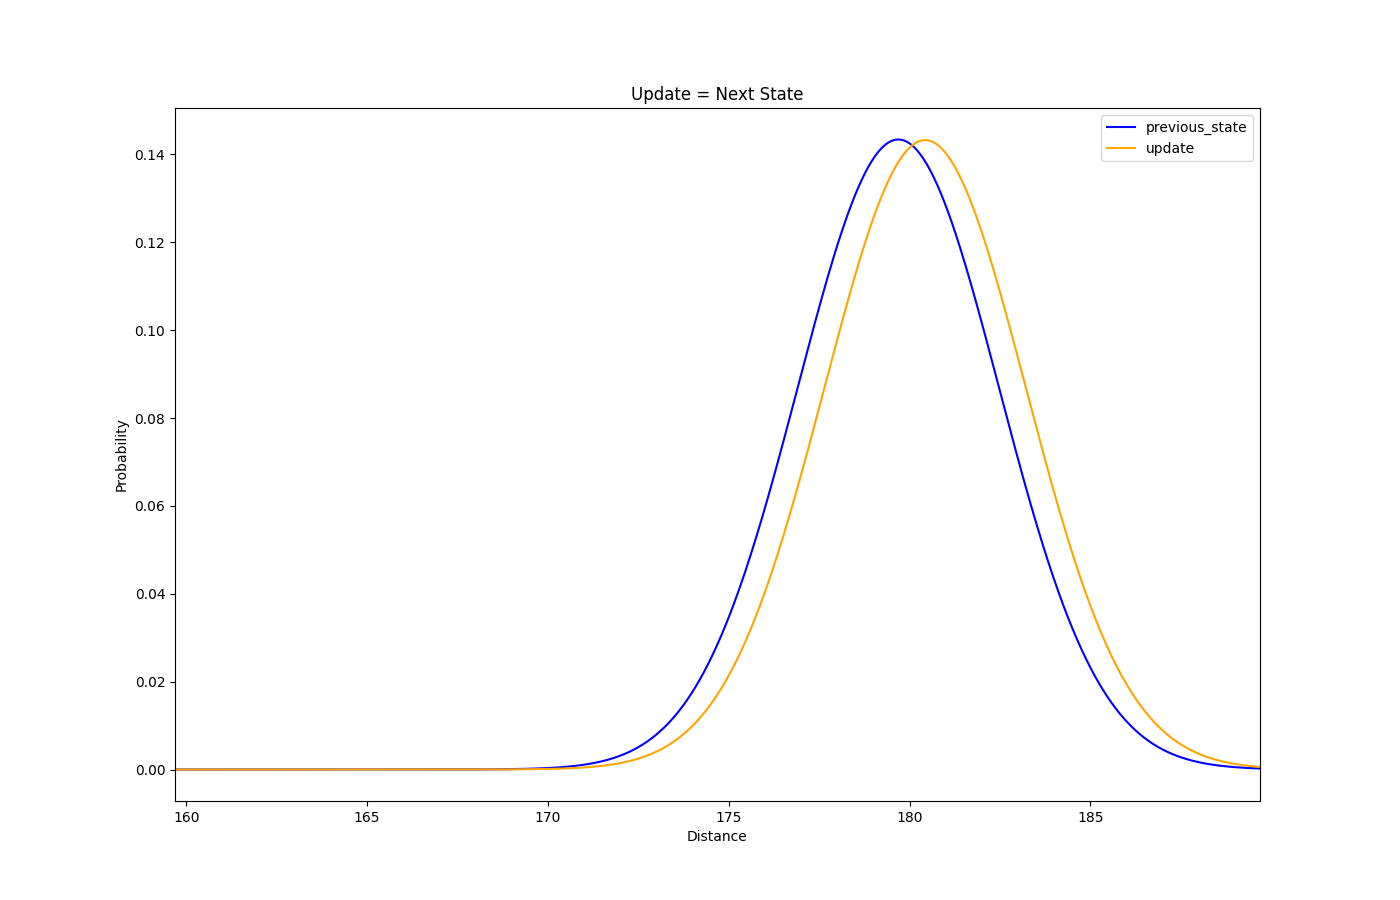 Update = Next State
previous_state
update
0.14
0.12
0.10
0.08
0.06
0.04
0.02
0.00
Probability
160 165 170 175 180 185
Distance